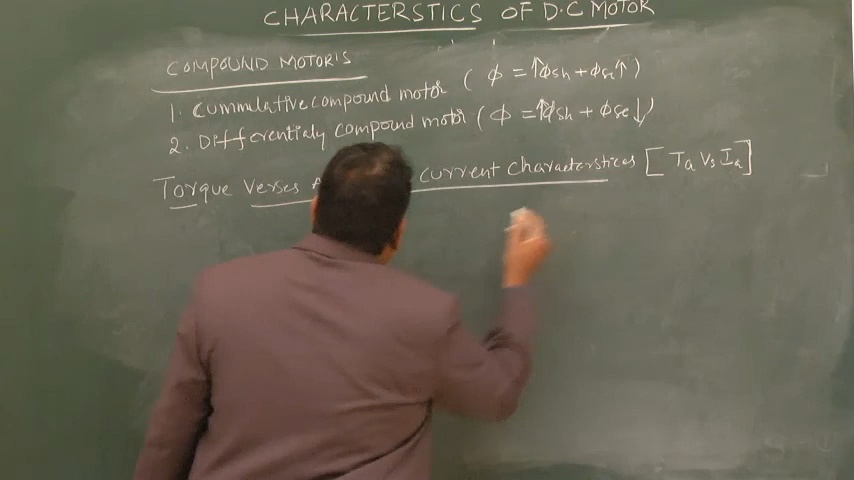 CHARACTERSTICS OF D.C MOTOR
COMPOUND MOTORS
1. Cummulative compound motor ( ϕ = ↑ϕsh + ϕse↑ )
2. Differentialy compound motor ( ϕ = ↑ϕsh + ϕse↓ )
Torque Verses current characterstices [ Ta Vs Ia ]